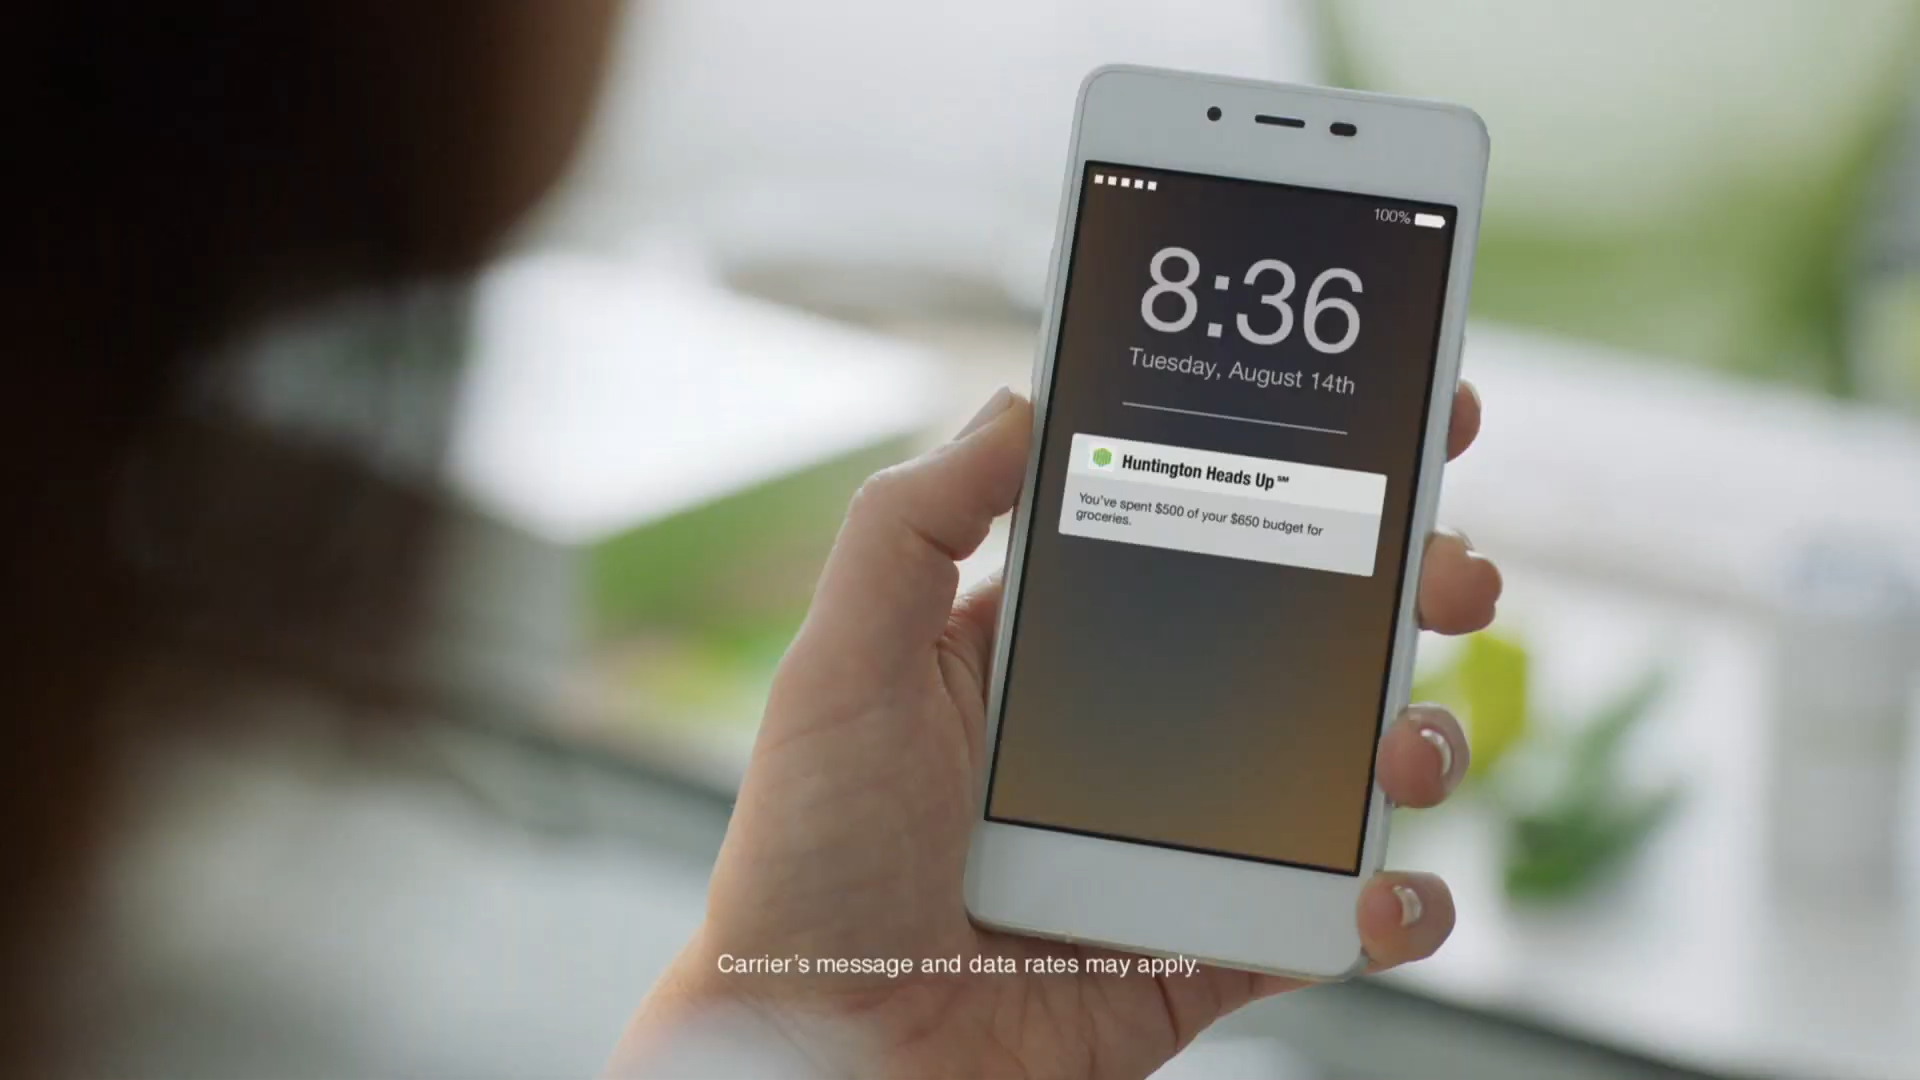 100%
8:36
Tuesday, August 14th
Huntington Heads Up℠
You've spent $500 of your $650 budget for
groceries.
Carrier's message and data rates may apply.